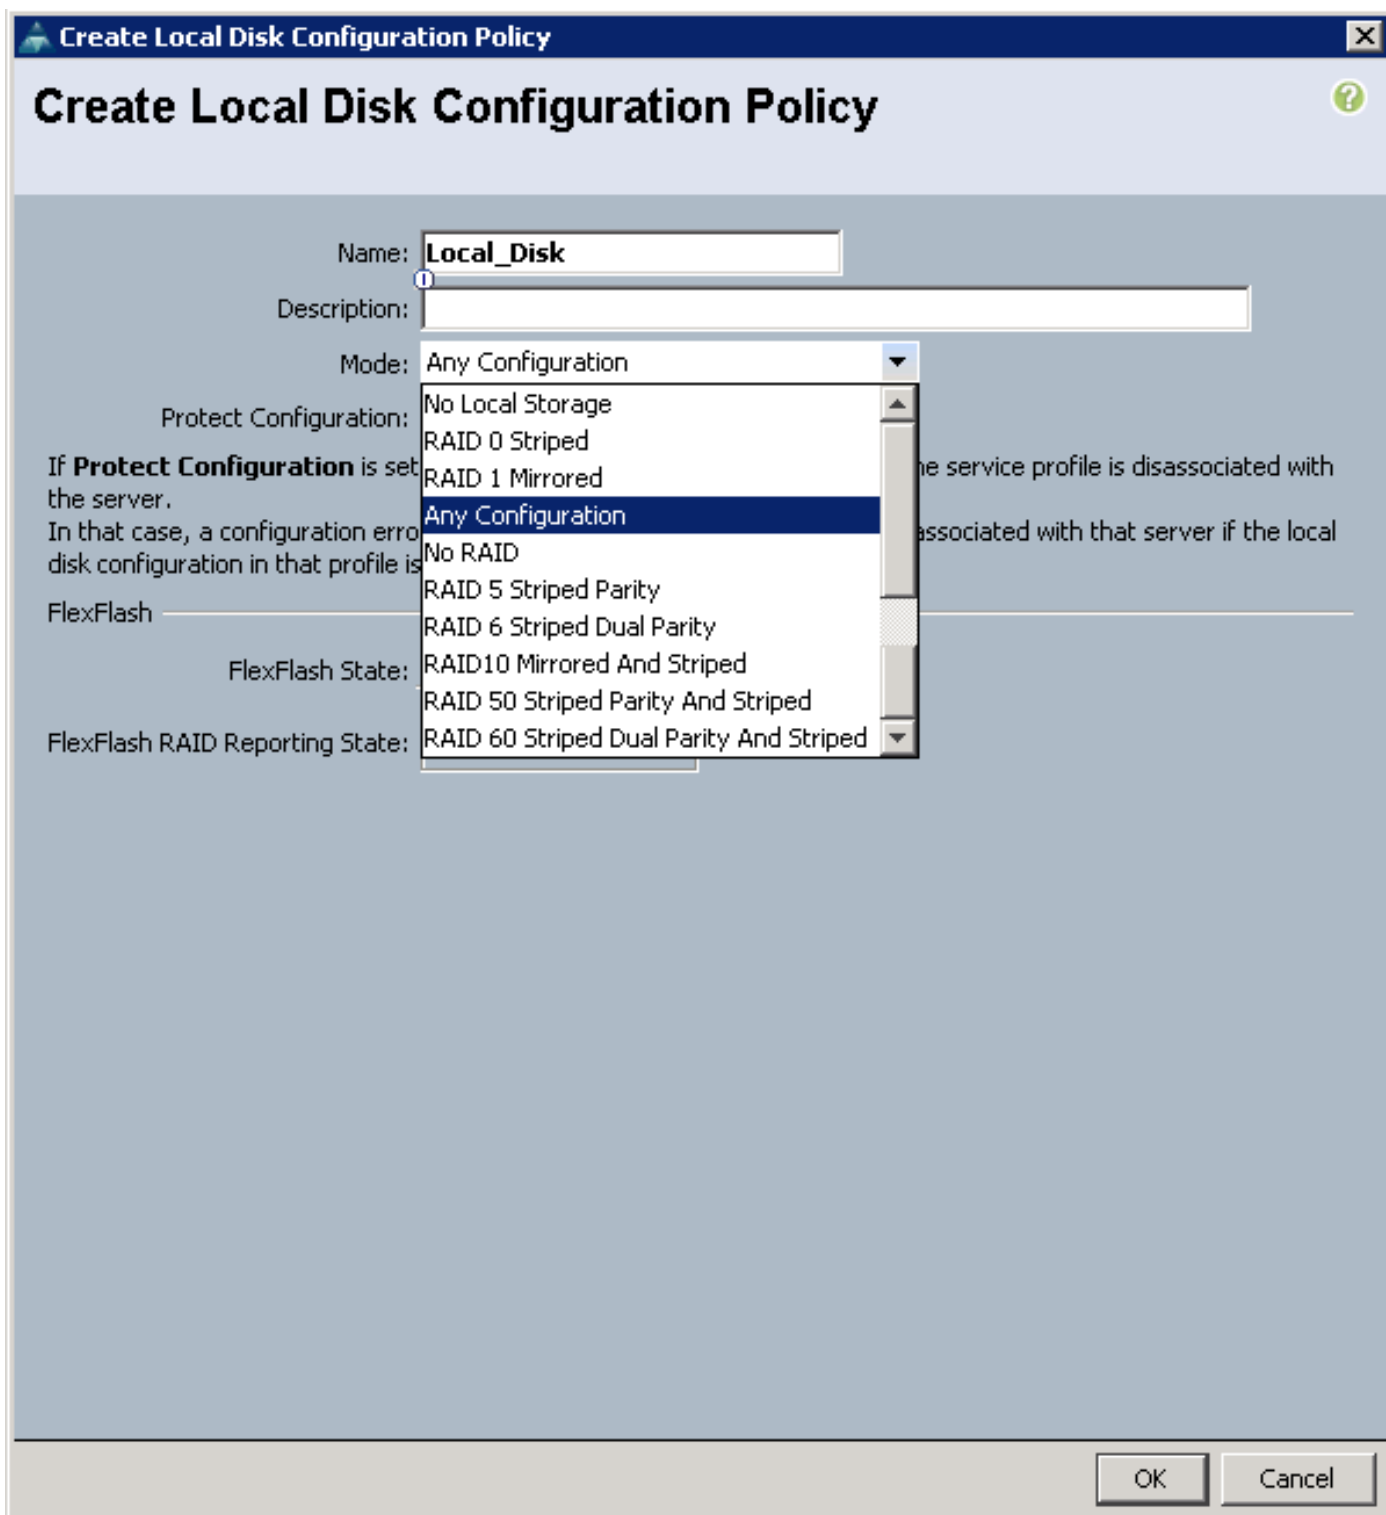 Create Local Disk Configuration Policy
Create Local Disk Configuration Policy
Name: Local_Disk
Description:
Mode: Any Configuration
No Local Storage
Protect Configuration:
RAID 0 Striped
If Protect Configuration is set
RAID 1 Mirrored
service profile is disassociated with
the server.
Any Configuration
In that case, a configuration
associated with that server if the local
No RAID
disk configuration in that profile is
RAID 5 Striped Parity
FlexFlash
RAID 6 Striped Dual Parity
FlexFlash State:
RAID10 Mirrored And Striped
RAID 50 Striped Parity And Striped
FlexFlash RAID Reporting State:
RAID 60 Striped Dual Parity And Striped
OK
Cancel